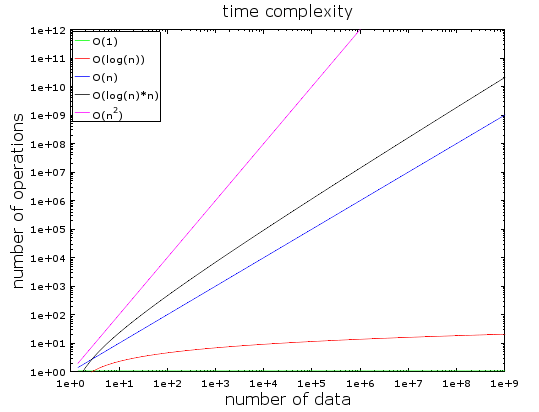 time complexity
number of operations
1e+12
1e+11
1e+10
1e+09
1e+08
1e+07
1e+06
1e+05
1e+04
1e+03
1e+02
1e+01
1e+00
O(1)
O(log(n))
O(n)
O(log(n)*n)
O(n²)
1e+0 1e+1 1e+2 1e+3 1e+4 1e+5 1e+6 1e+7 1e+8 1e+9
number of data